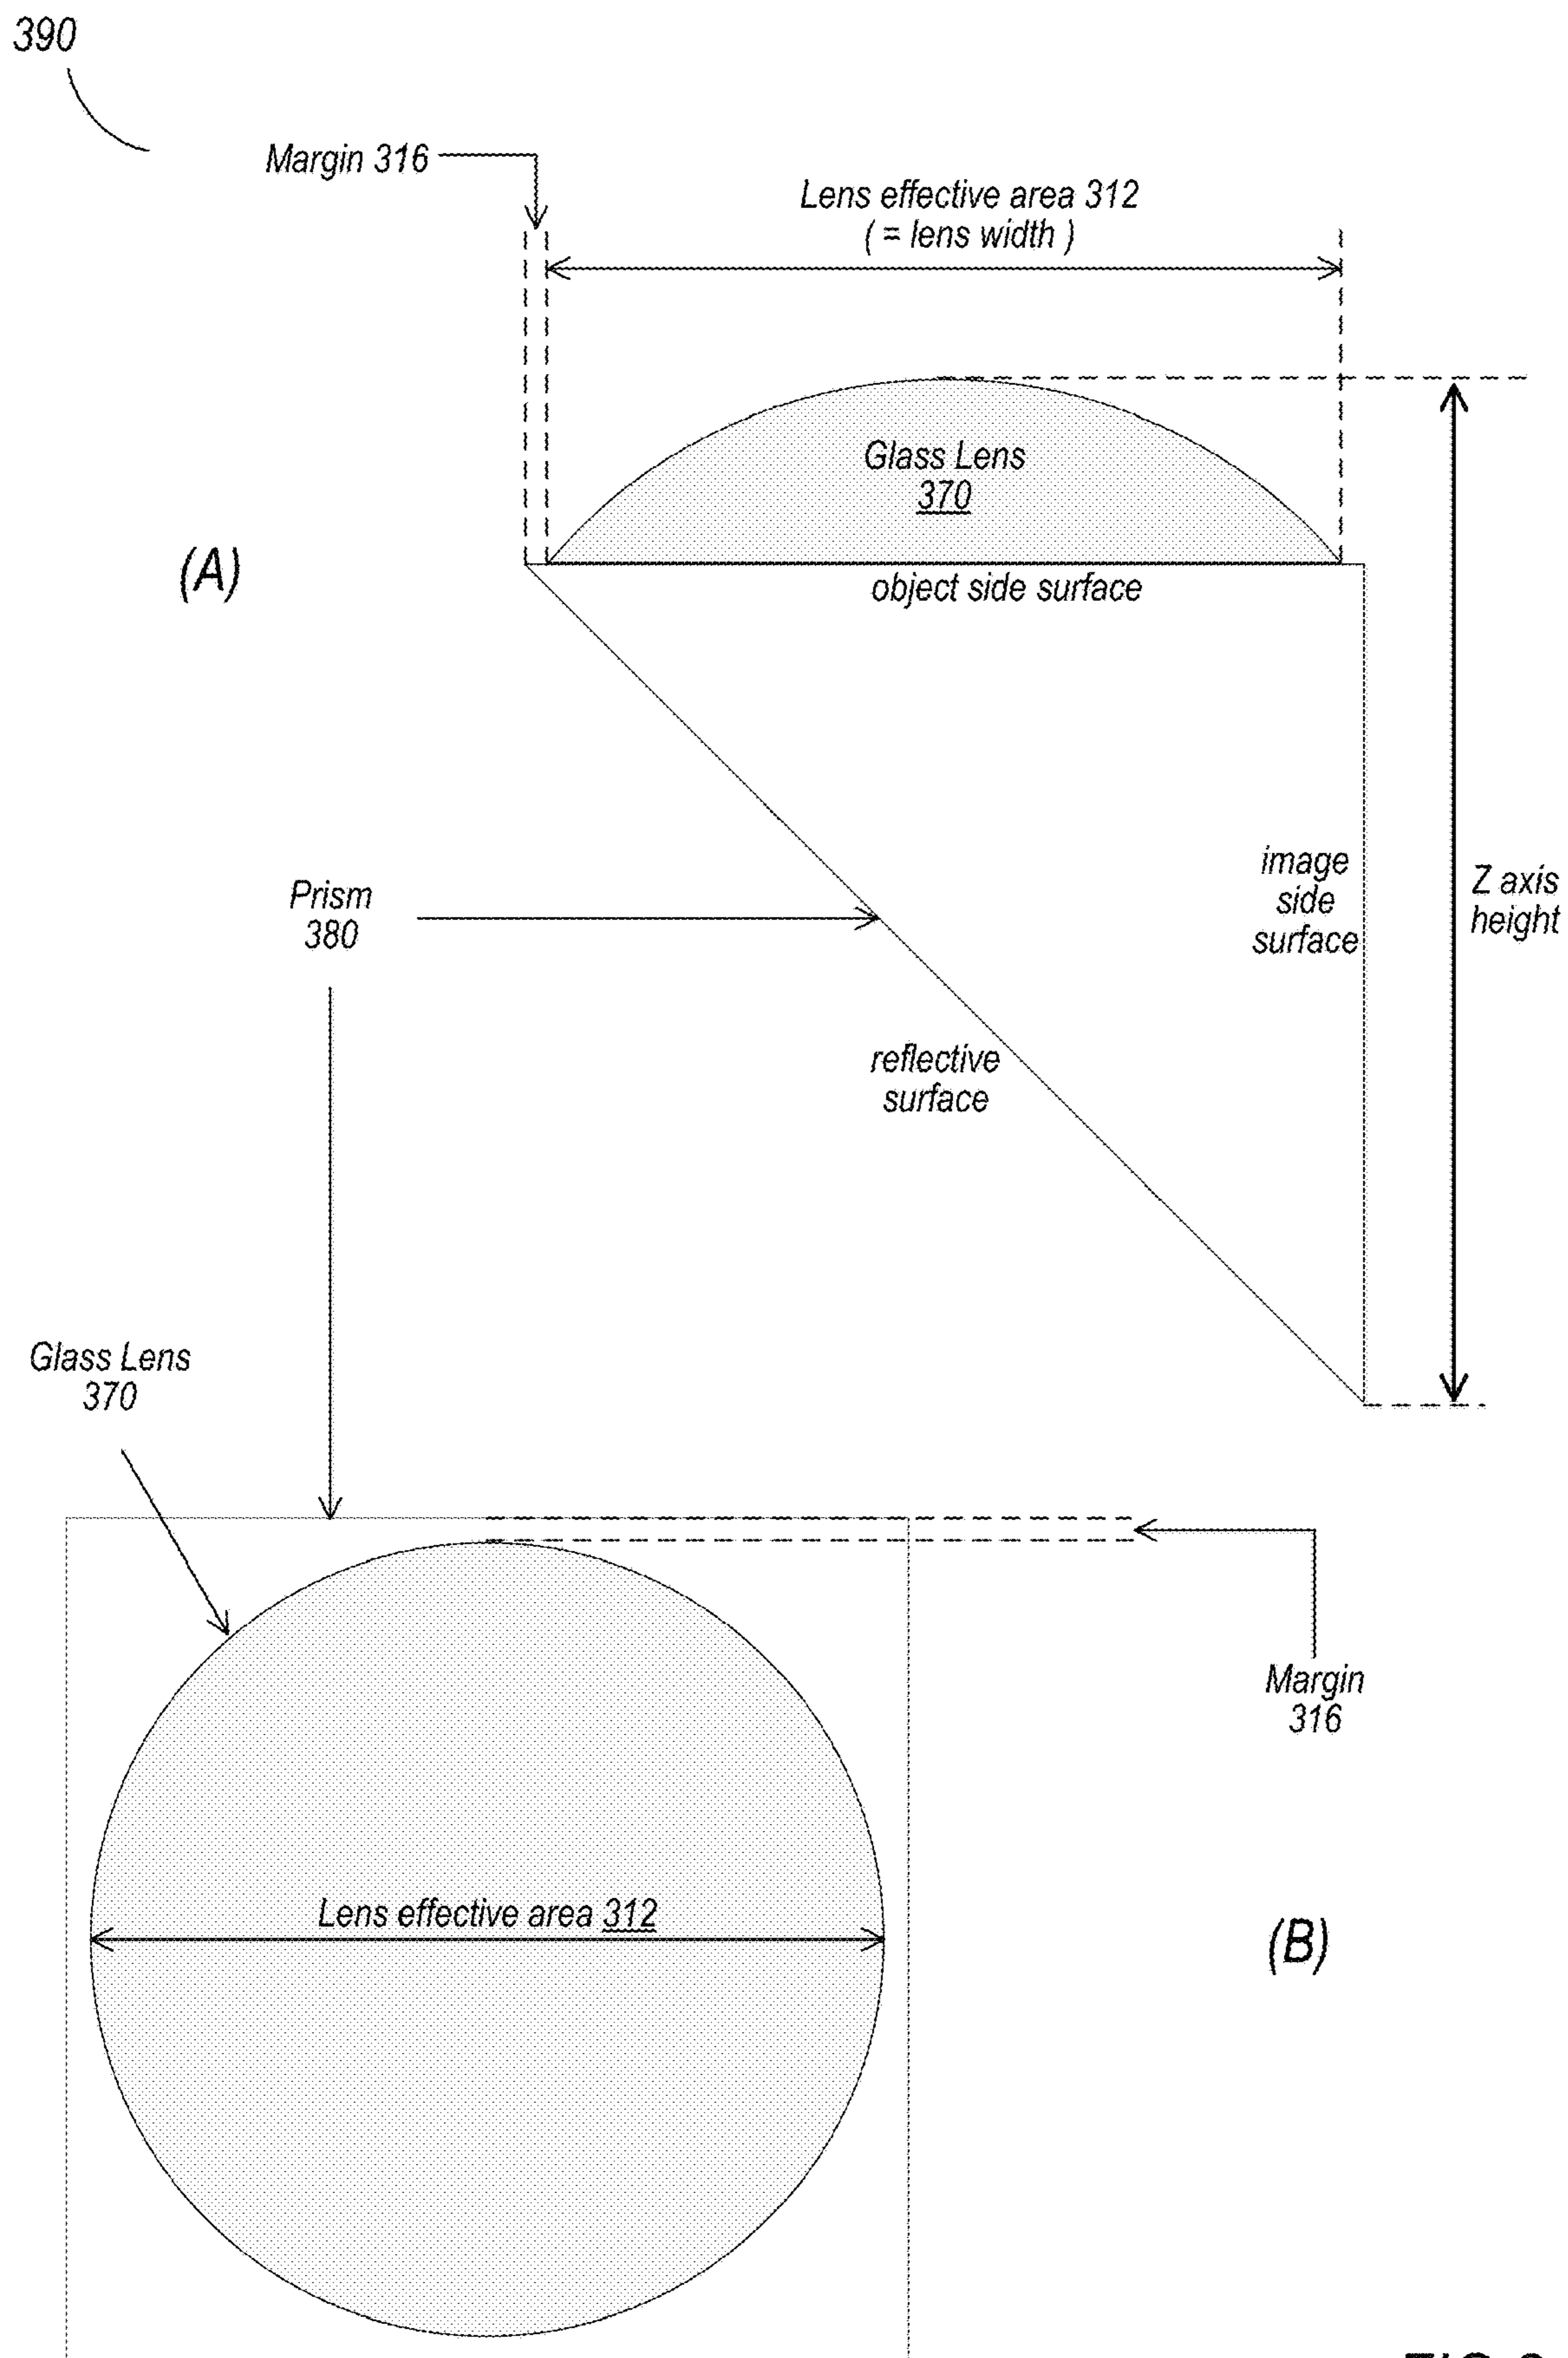 390
Margin 316
Lens effective area 312
( = lens width )
Glass Lens
370
(A)
object side surface
image
side
surface
Z axis
height
Prism
380
reflective
surface
Glass Lens
370
Margin
316
Lens effective area 312
(B)